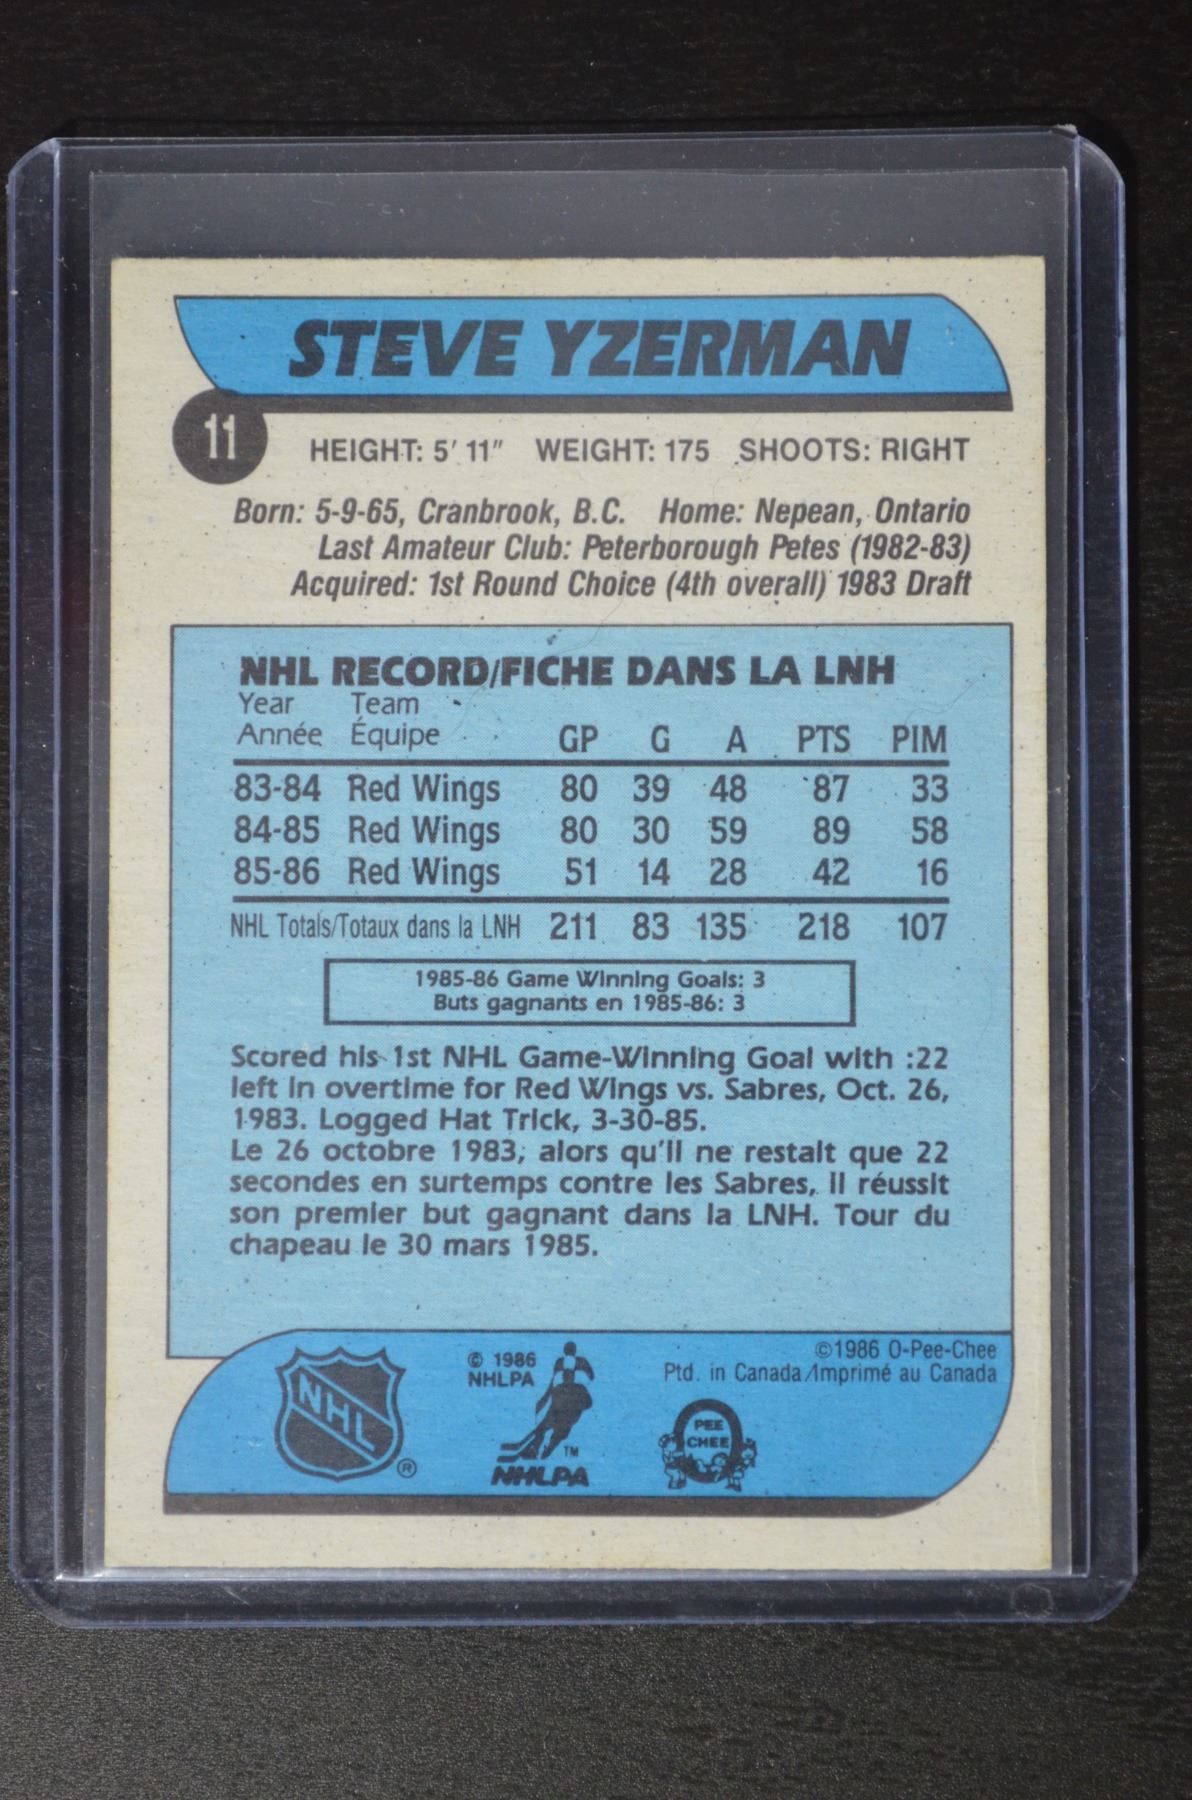 STEVE YZERMAN
11
HEIGHT: 5' 11" WEIGHT: 175 SHOOTS: RIGHT
Born: 5-9-65, Cranbrook, B.C. Home: Nepean, Ontario
Last Amateur Club: Peterborough Petes (1982-83)
Acquired: 1st Round Choice (4th overall) 1983 Draft
NHL RECORD/FICHE DANS LA LNH
Year Team
Année Équipe GP G A PTS PIM
83-84 Red Wings 80 39 48 87 33
84-85 Red Wings 80 30 59 89 58
85-86 Red Wings 51 14 28 42 16
NHL Totals/Totaux dans la LNH 211 83 135 218 107
1985-86 Game Winning Goals: 3
Buts gagnants en 1985-86: 3
Scored his 1st NHL Game-Winning Goal with :22
left in overtime for Red Wings vs. Sabres, Oct. 26,
1983. Logged Hat Trick, 3-30-85.
Le 26 octobre 1983, alors qu'il ne restait que 22
secondes en surtemps contre les Sabres, il réussit
son premier but gagnant dans la LNH. Tour du
chapeau le 30 mars 1985.
©1986 O-Pee-Chee
Ptd. in Canada/Imprimé au Canada
© 1986
NHLPA
NHL
®
TM
NHLPA
PEE
CHEE